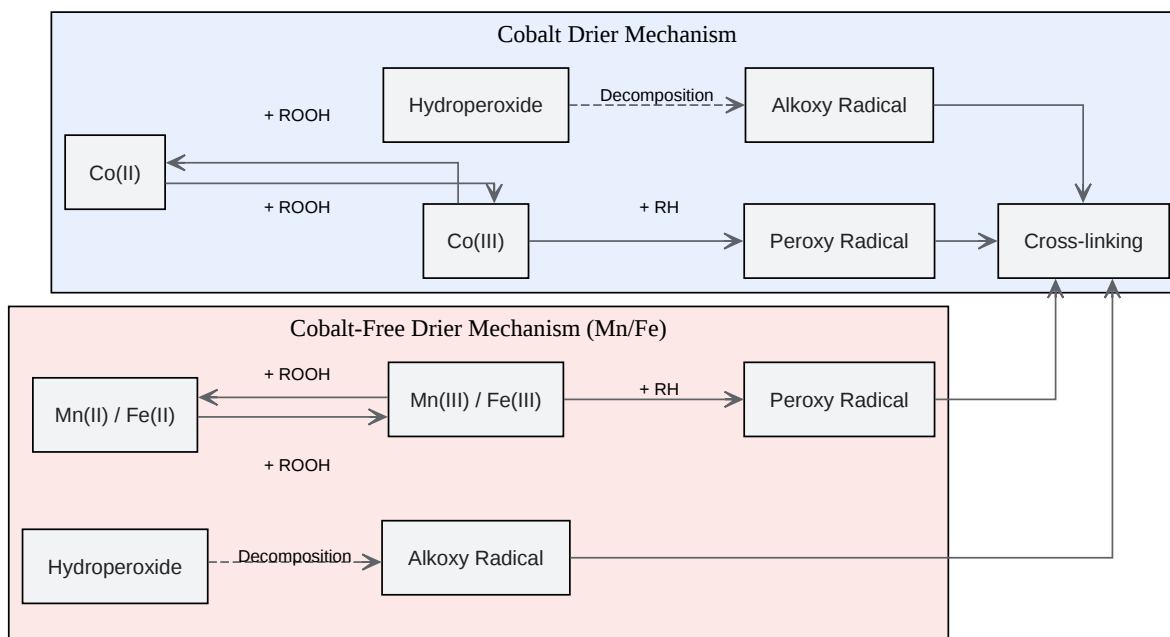 Cobalt Drier Mechanism
Hydroperoxide
Decomposition
Alkoxy Radical
+ ROOH
Co(II)
+ ROOH
Co(III)
+ RH
Peroxy Radical
Cross-linking
Cobalt-Free Drier Mechanism (Mn/Fe)
+ ROOH
Mn(II) / Fe(II)
Mn(III) / Fe(III)
+ RH
Peroxy Radical
+ ROOH
Hydroperoxide
Decomposition
Alkoxy Radical